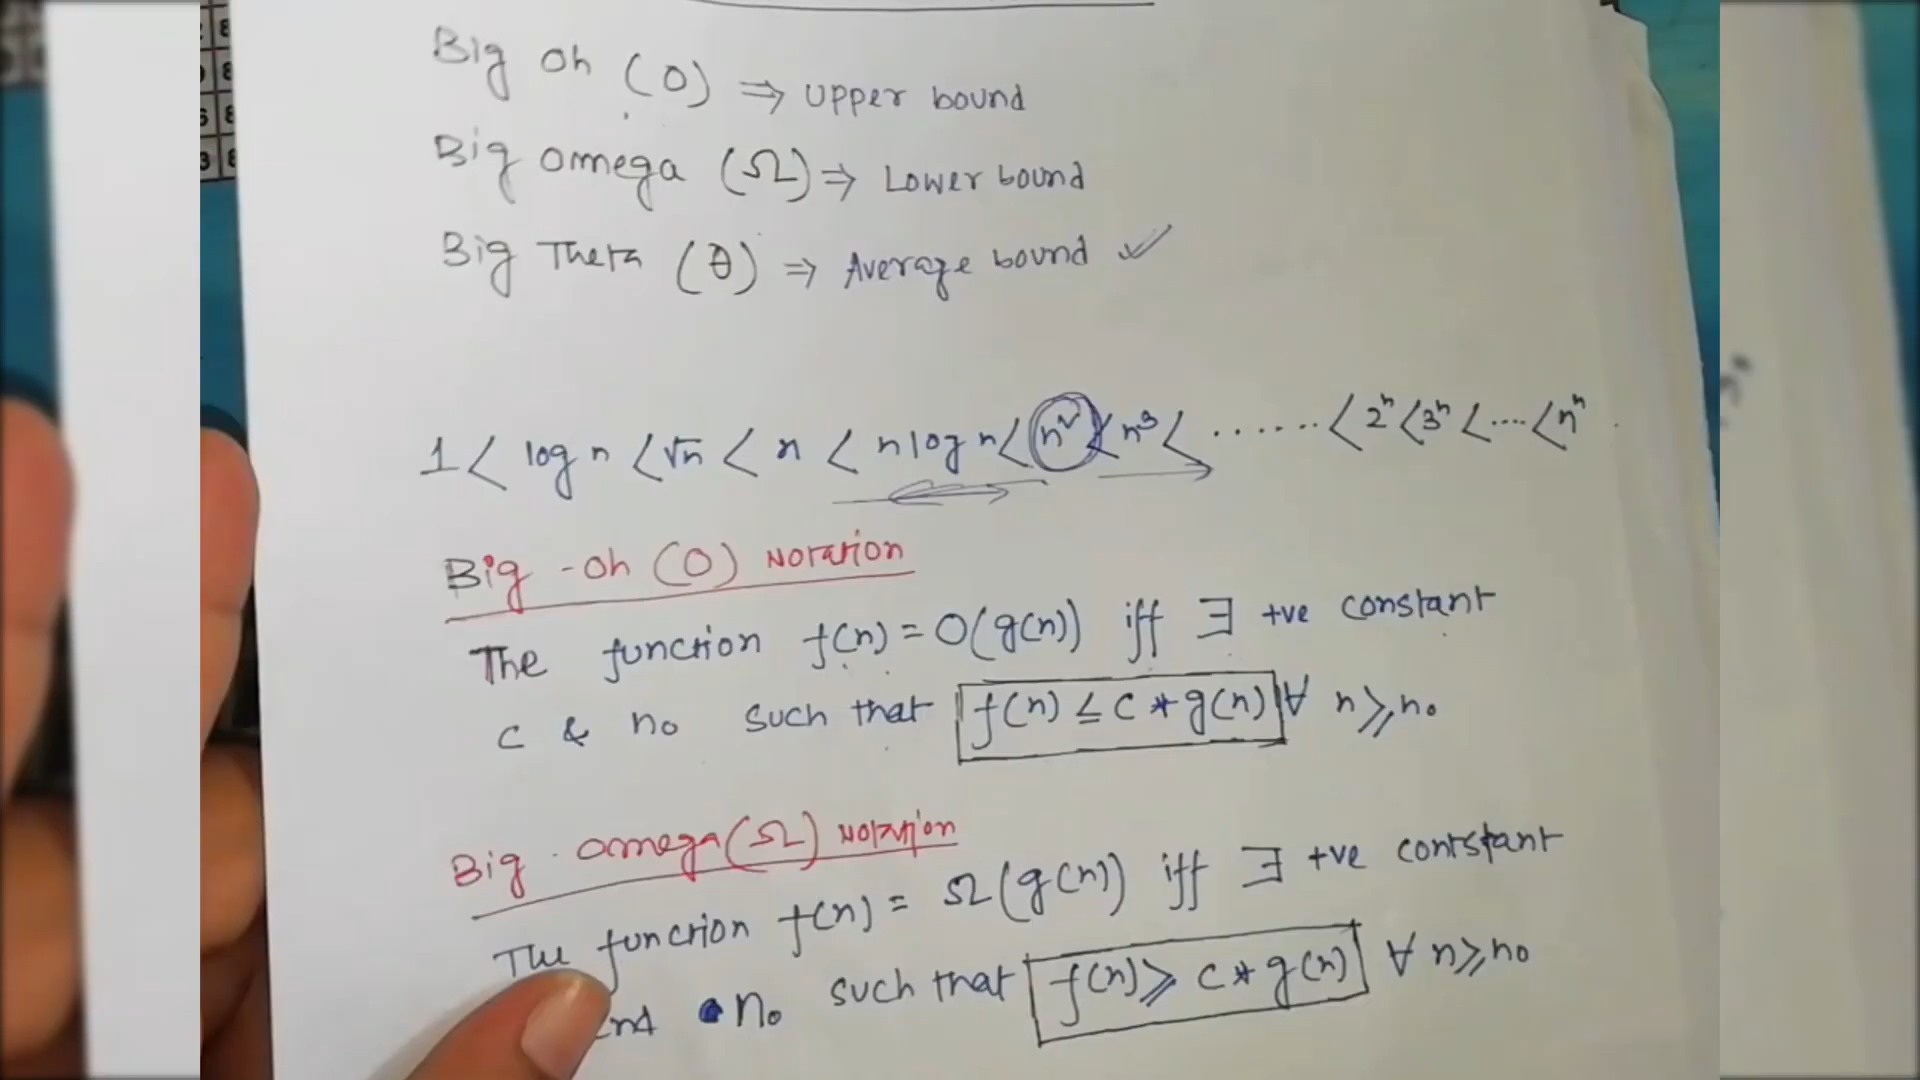 Big Oh (O) ⇒ Upper bound
Big Omega (Ω) ⇒ Lower bound
Big Theta (θ) ⇒ Average bound ✓
1 < log n < √n < n < n log n < n² < n³ < ....... < 2ⁿ < 3ⁿ < .... < nⁿ
Big - Oh (O) Notation
The function f(n) = O(g(n)) iff ∃ +ve constant
c & n₀ such that f(n) ≤ c * g(n) ∀ n ≥ n₀
Big Omega (Ω) Notation
The function f(n) = Ω(g(n)) iff ∃ +ve constant
n₀ such that f(n) ≥ c * g(n) ∀ n ≥ n₀